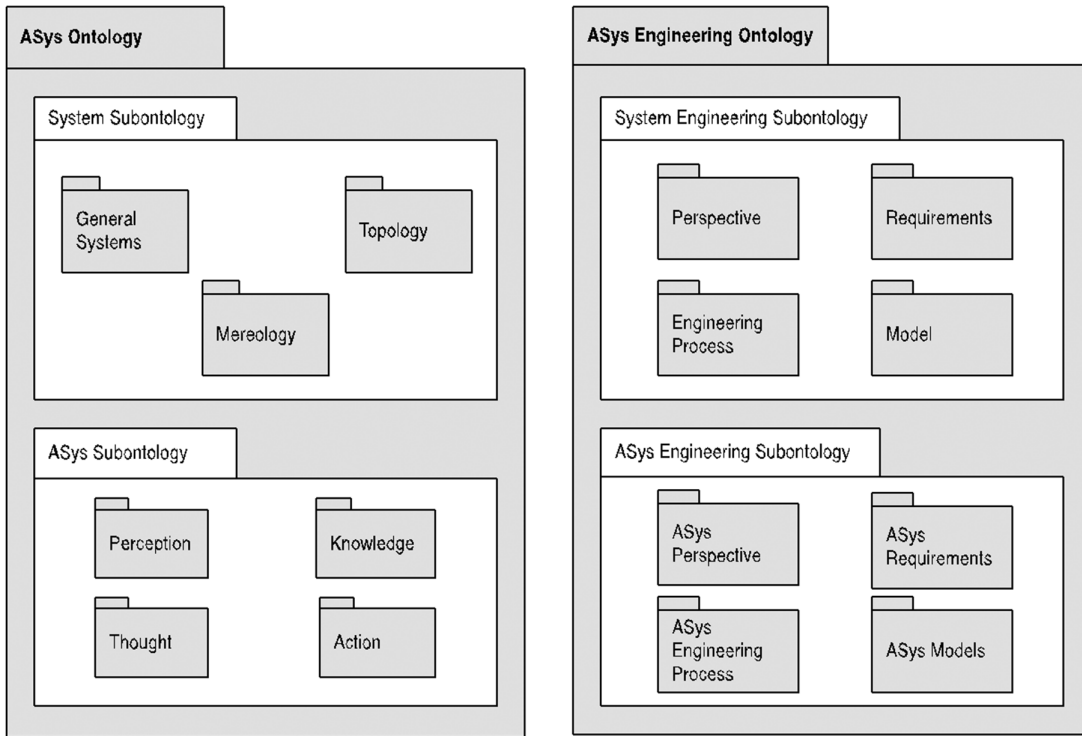 ASys Ontology
System Subontology
General
Systems
Topology
Mereology
ASys Subontology
Perception
Knowledge
Thought
Action
ASys Engineering Ontology
System Engineering Subontology
Perspective
Requirements
Engineering
Process
Model
ASys Engineering Subontology
ASys
Perspective
ASys
Requirements
ASys
Engineering
Process
ASys Models